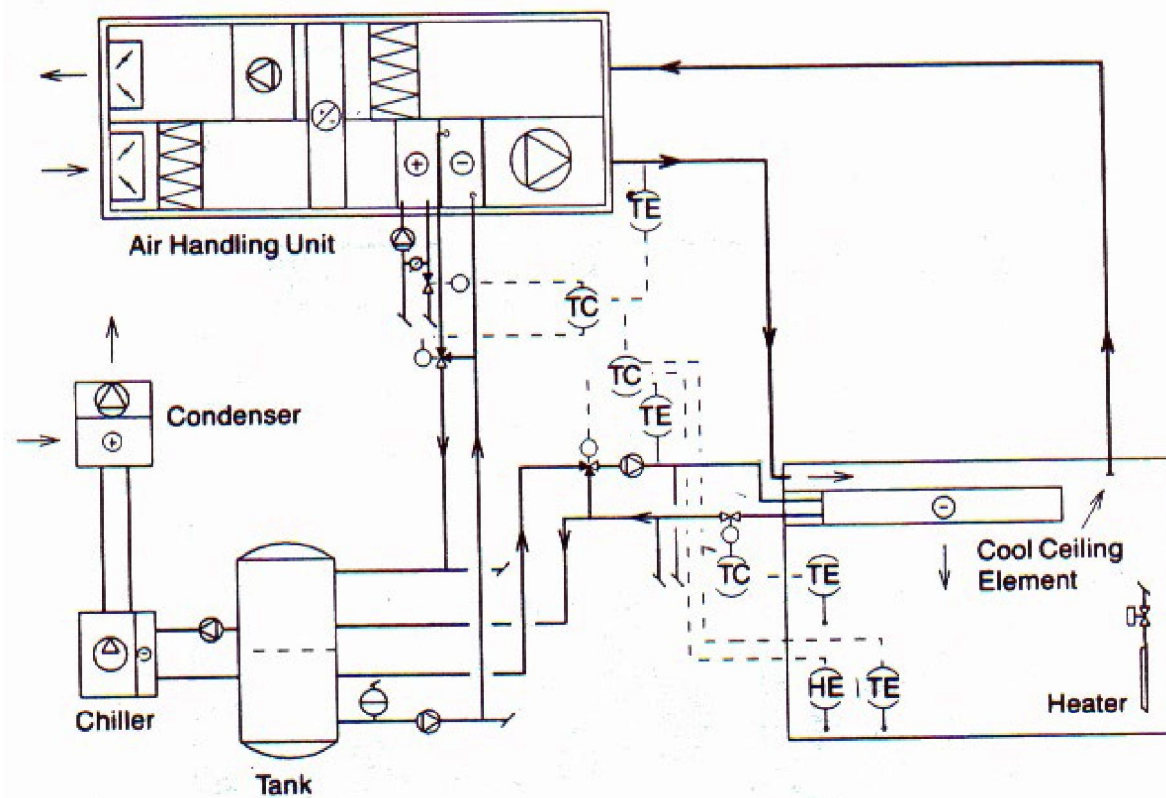 TE
Air Handling Unit
TC
TC
TE
Condenser
Cool Ceiling
Element
TC
TE
HE
TE
Heater
Chiller
Tank